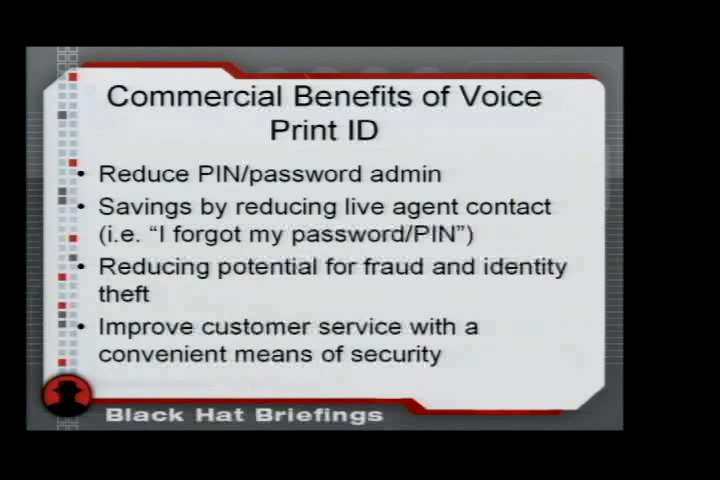 Commercial Benefits of Voice
Print ID
• Reduce PIN/password admin
• Savings by reducing live agent contact
(i.e. “I forgot my password/PIN”)
• Reducing potential for fraud and identity
theft
• Improve customer service with a
convenient means of security
Black Hat Briefings